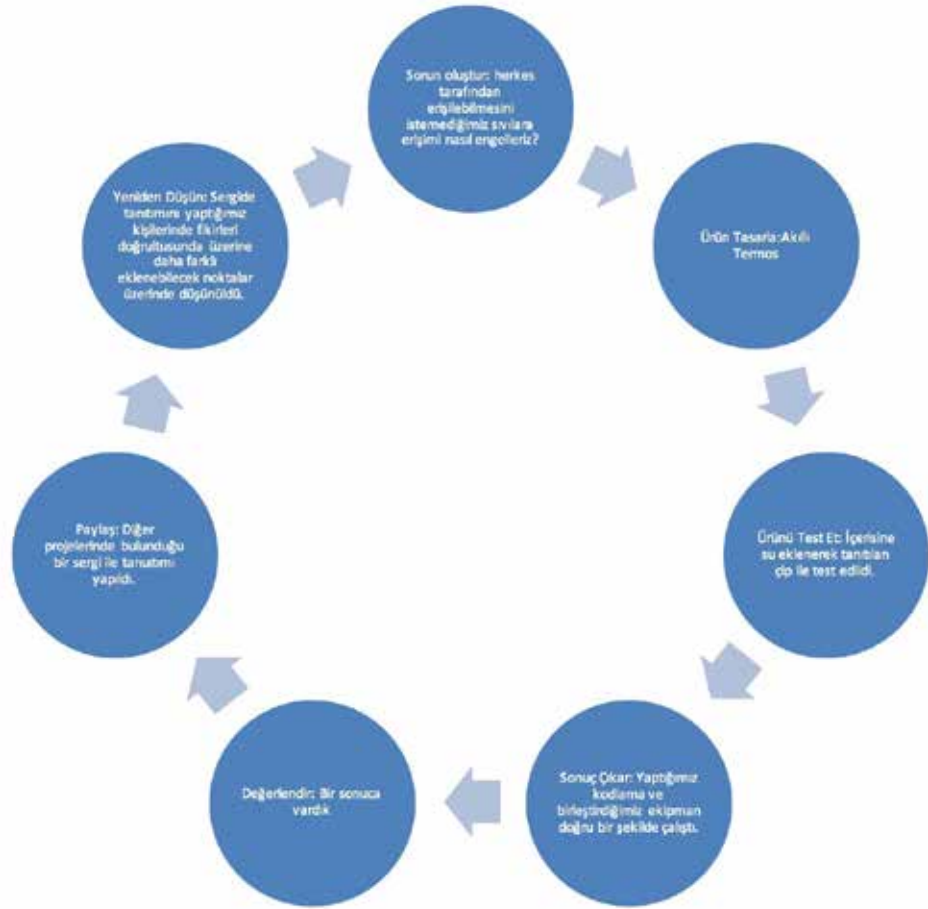 Sorun oluştur: herkes
tarafından
erişilebilmesini
istemediğimiz sıvılara
erişimi nasıl engelleriz?
Ürün Tasarla:Akıllı
Termos
Ürünü Test Et: İçerisine
su eklenerek tanıtılan
çip ile test edildi.
Sonuç Çıkar: Yaptığımız
kodlama ve
birleştirdiğimiz ekipman
doğru bir şekilde çalıştı.
Değerlendir: Bir sonuca
vardık
Paylaş: Diğer
projelerinde bulunduğu
bir sergi ile tanıtımı
yapıldı.
Yeniden Düşün: Sergide
tanıtımını yaptığımız
kişilerinde fikirleri
doğrultusunda üzerine
daha farklı
eklenebilecek noktalar
üzerinde düşünüldü.